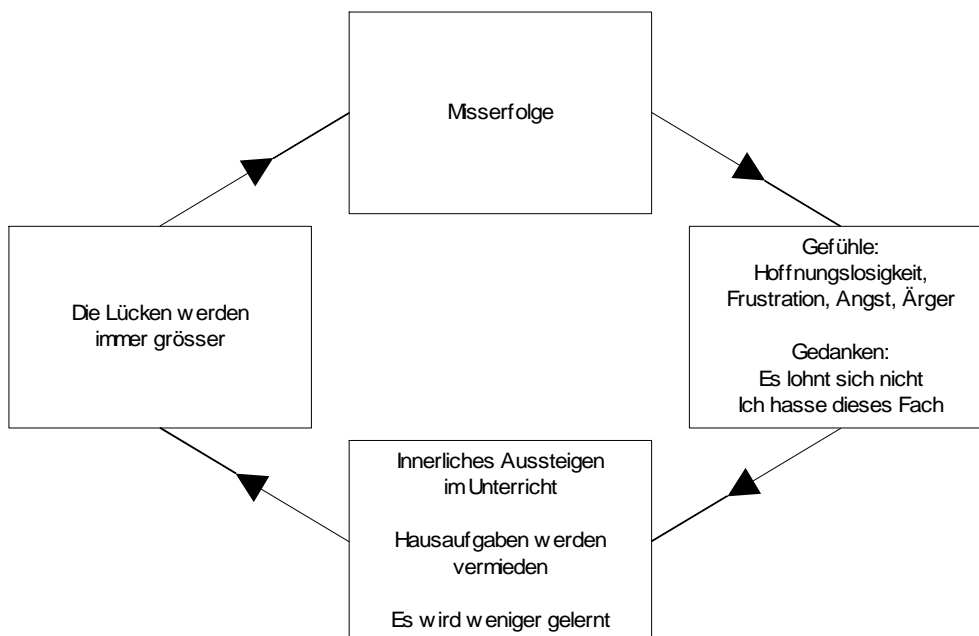 Misserfolge
Gefühle:
Hoffnungslosigkeit,
Frustration, Angst, Ärger
Gedanken:
Es lohnt sich nicht
Ich hasse dieses Fach
Die Lücken werden
immer grösser
Innerliches Aussteigen
im Unterricht
Hausaufgaben werden
vermieden
Es wird weniger gelernt